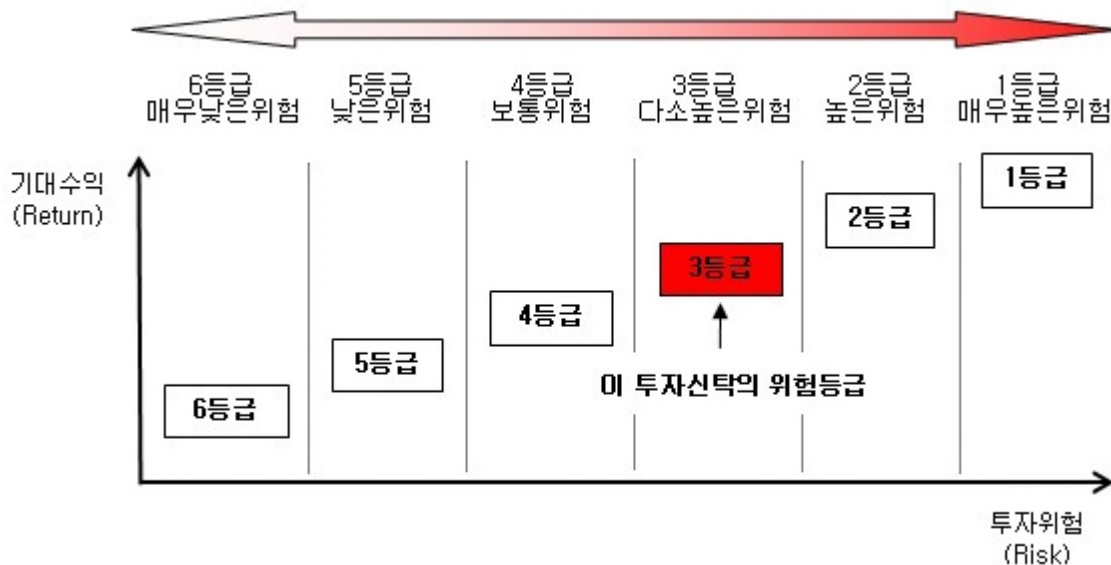 6등급 5등급 4등급 3등급 2등급 1등급
매우낮은위험 낮은위험 보통위험 다소높은위험 높은위험 매우높은위험
기대수익
(Return)
1등급
2등급
3등급
4등급
5등급
이 투자신탁의 위험등급
6등급
투자위험
(Risk)